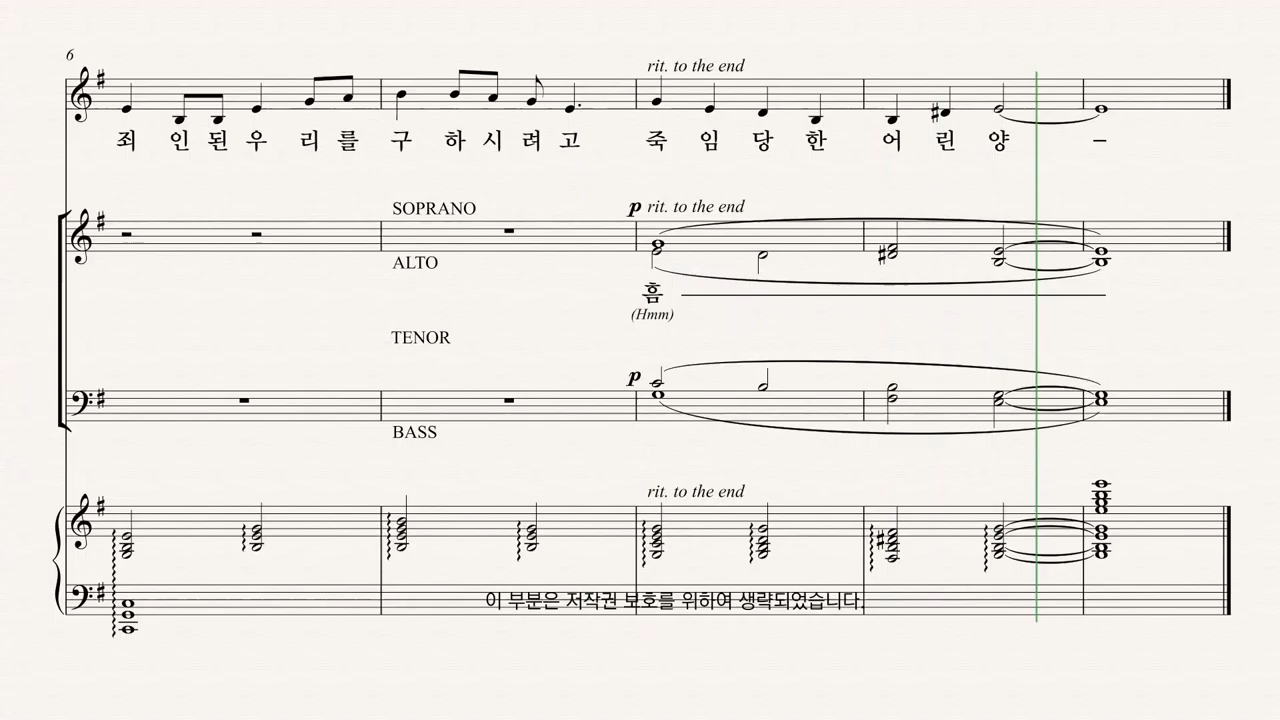 6
rit. to the end
죄 인 된 우 리 를 구 하 시 려 고 죽 임 당 한 어 린 양 –
SOPRANO
p rit. to the end
ALTO
흠
(Hmm)
TENOR
p
BASS
rit. to the end
이 부분은 저작권 보호를 위하여 생략되었습니다.